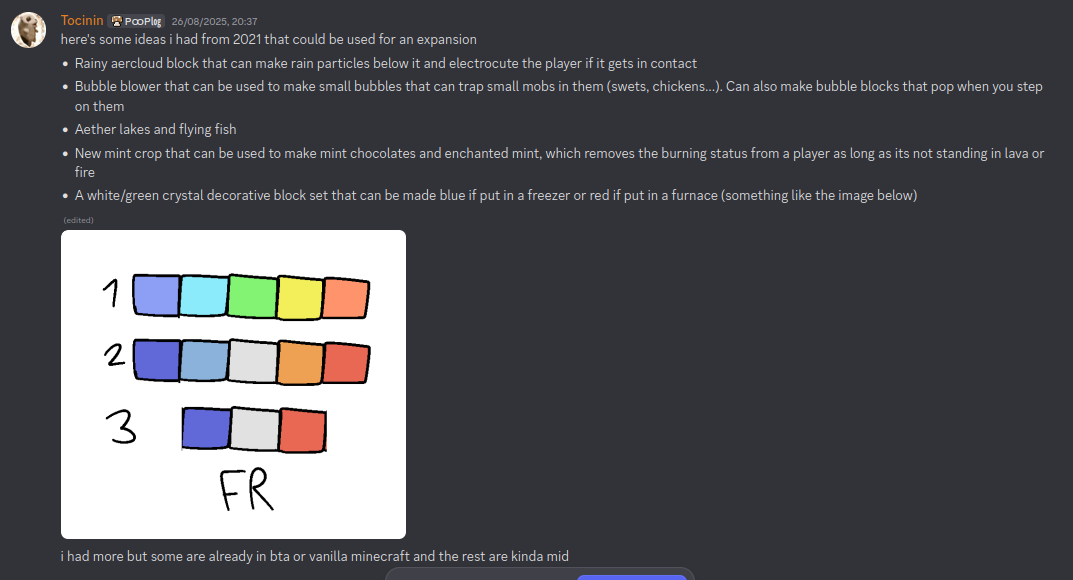 Tocinin PooPlog 26/08/2025, 20:37
here's some ideas i had from 2021 that could be used for an expansion
• Rainy aercloud block that can make rain particles below it and electrocute the player if it gets in contact
• Bubble blower that can be used to make small bubbles that can trap small mobs in them (swets, chickens...). Can also make bubble blocks that pop when you step
on them
• Aether lakes and flying fish
• New mint crop that can be used to make mint chocolates and enchanted mint, which removes the burning status from a player as long as its not standing in lava or
fire
• A white/green crystal decorative block set that can be made blue if put in a freezer or red if put in a furnace (something like the image below)
(edited)
1
2
3
FR
i had more but some are already in bta or vanilla minecraft and the rest are kinda mid